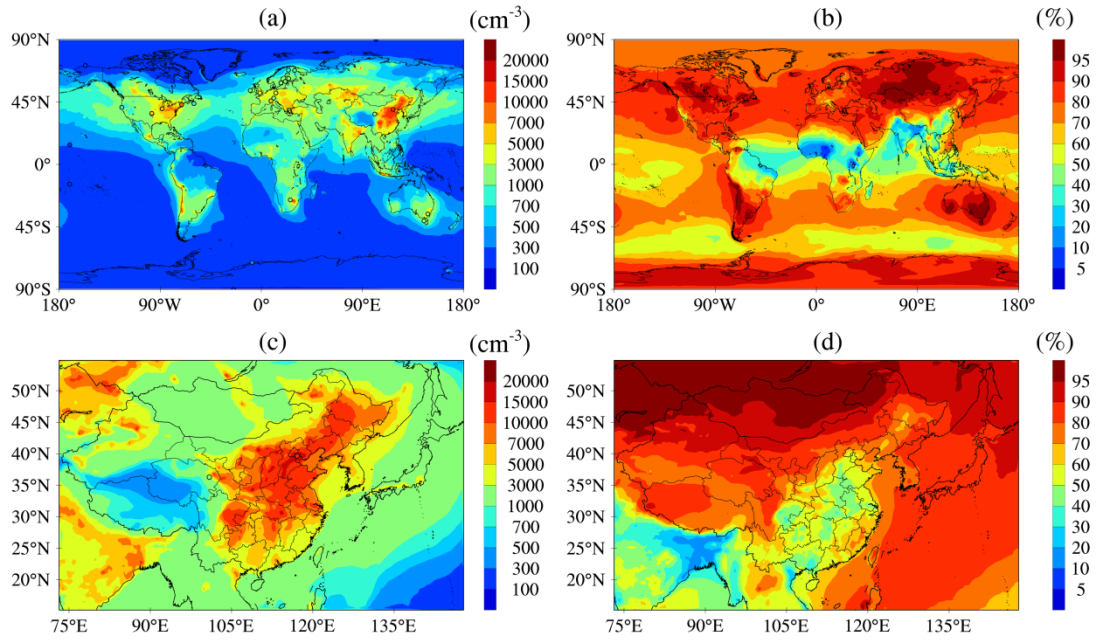 (a) (cm⁻³)
90°N
45°N
0°
45°S
90°S
180° 90°W 0° 90°E 180°
20000
15000
10000
7000
5000
3000
1000
700
500
300
100
(b) (%)
90°N
45°N
0°
45°S
90°S
180° 90°W 0° 90°E 180°
95
90
80
70
60
50
40
30
20
10
5
(c) (cm⁻³)
50°N
45°N
40°N
35°N
30°N
25°N
20°N
75°E 90°E 105°E 120°E 135°E
20000
15000
10000
7000
5000
3000
1000
700
500
300
100
(d) (%)
50°N
45°N
40°N
35°N
30°N
25°N
20°N
75°E 90°E 105°E 120°E 135°E
95
90
80
70
60
50
40
30
20
10
5